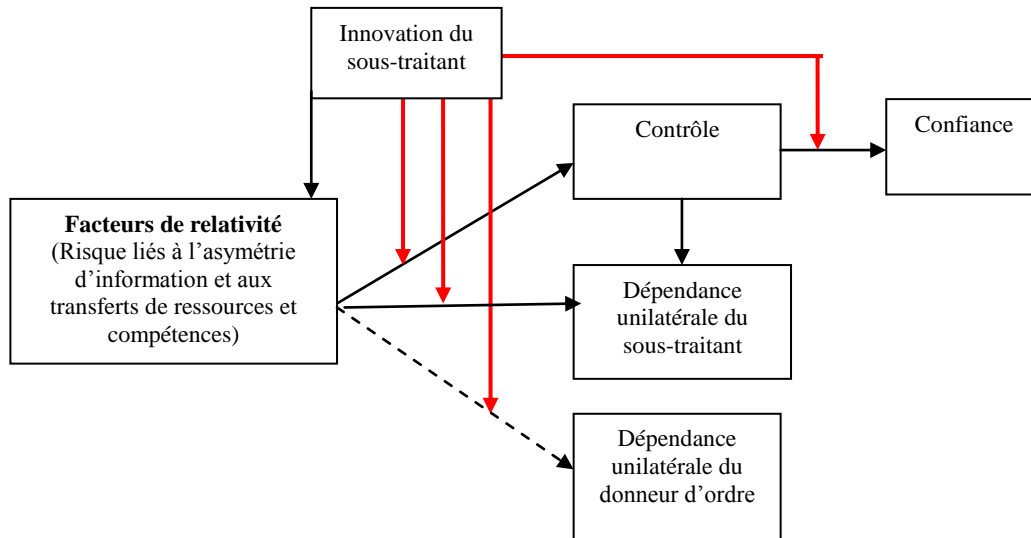 Innovation du
sous-traitant
Contrôle
Confiance
Facteurs de relativité
(Risque liés à l’asymétrie
d’information et aux
transferts de ressources et
compétences)
Dépendance
unilatérale du
sous-traitant
Dépendance
unilatérale du
donneur d’ordre